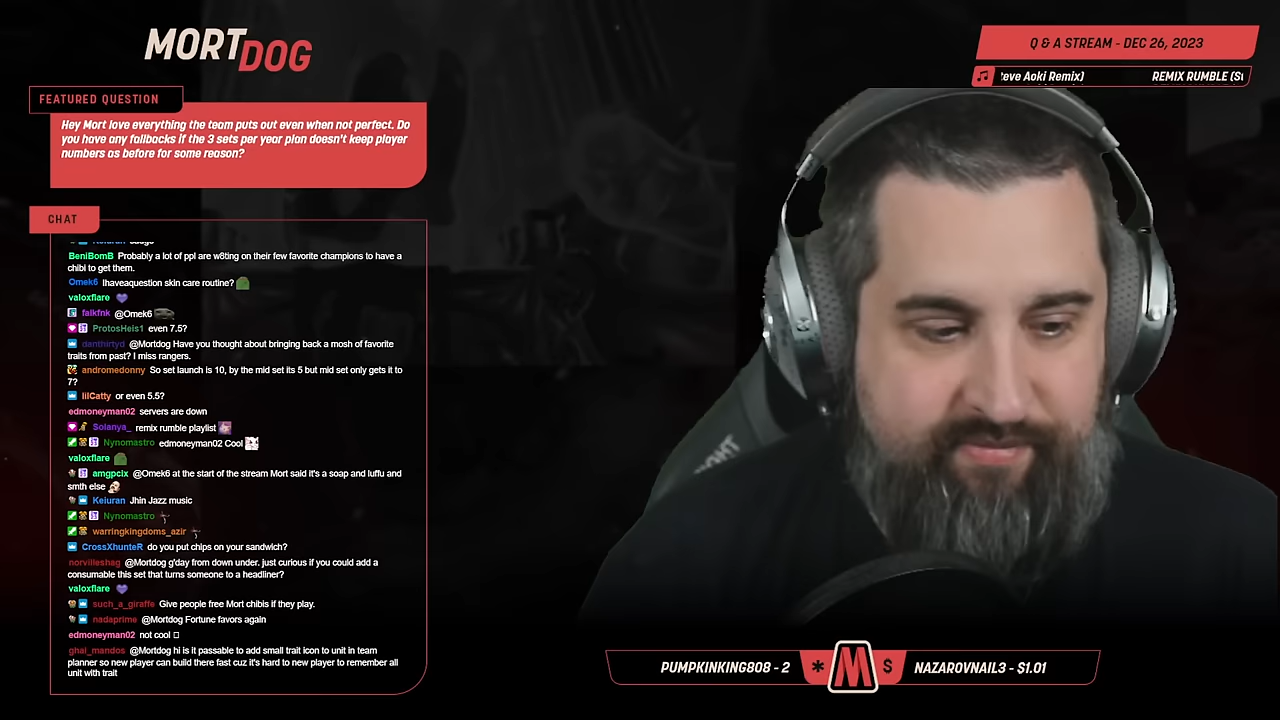 MORTDOG
Q & A STREAM - DEC 26, 2023
eve Aoki Remix) REMIX RUMBLE (S
FEATURED QUESTION
Hey Mort love everything the team puts out even when not perfect. Do
you have any fallbacks if the 3 sets per year plan doesn't keep player
numbers as before for some reason?
CHAT
BeniBomB Probably a lot of ppl are w8ting on their few favorite champions to have a
chibi to get them.
Omek6 Ihaveaquestion skin care routine?
valoxflare
falkfnk @Omek6
ProtosHeis1 even 7.5?
danthirtyd @Mortdog Have you thought about bringing back a mosh of favorite
traits from past? I miss rangers.
andromedonny So set launch is 10, by the mid set its 5 but mid set only gets it to
7?
lilCatty or even 5.5?
edmoneyman02 servers are down
Solanya_ remix rumble playlist
Nynomastro edmoneyman02 Cool
valoxflare
amgpcix @Omek6 at the start of the stream Mort said it's a soap and luffu and
smth else
Keiuran Jhin Jazz music
Nynomastro
warringkingdoms_azir
CrossXhunteR do you put chips on your sandwich?
norvilleshag @Mortdog g'day from down under. just curious if you could add a
consumable this set that turns someone to a headliner?
valoxflare
such_a_giraffe Give people free Mort chibis if they play.
nadaprime @Mortdog Fortune favors again
edmoneyman02 not cool
ghal_mandos @Mortdog hi is it passable to add small trait icon to unit in team
planner so new player can build there fast cuz it's hard to new player to remember all
unit with trait
PUMPKINKING808 - 2 * M $ NAZAROVNAIL3 - $1.01